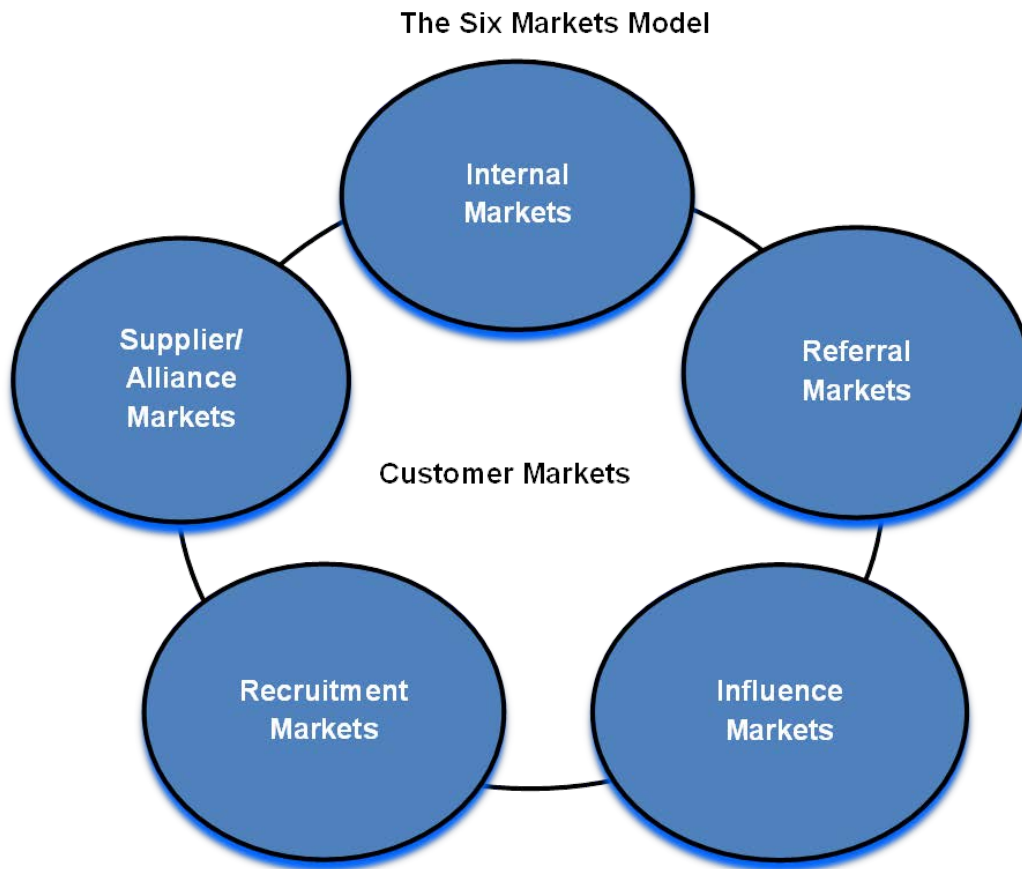 The Six Markets Model
Internal
Markets
Supplier/
Alliance
Markets
Referral
Markets
Customer Markets
Recruitment
Markets
Influence
Markets